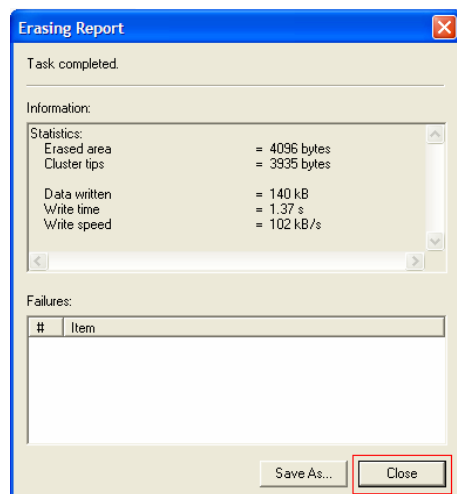 Erasing Report
Task completed.
Information:
Statistics:
Erased area = 4096 bytes
Cluster tips = 3935 bytes
Data written = 140 kB
Write time = 1.37 s
Write speed = 102 kB/s
Failures:
# Item
Save As... Close